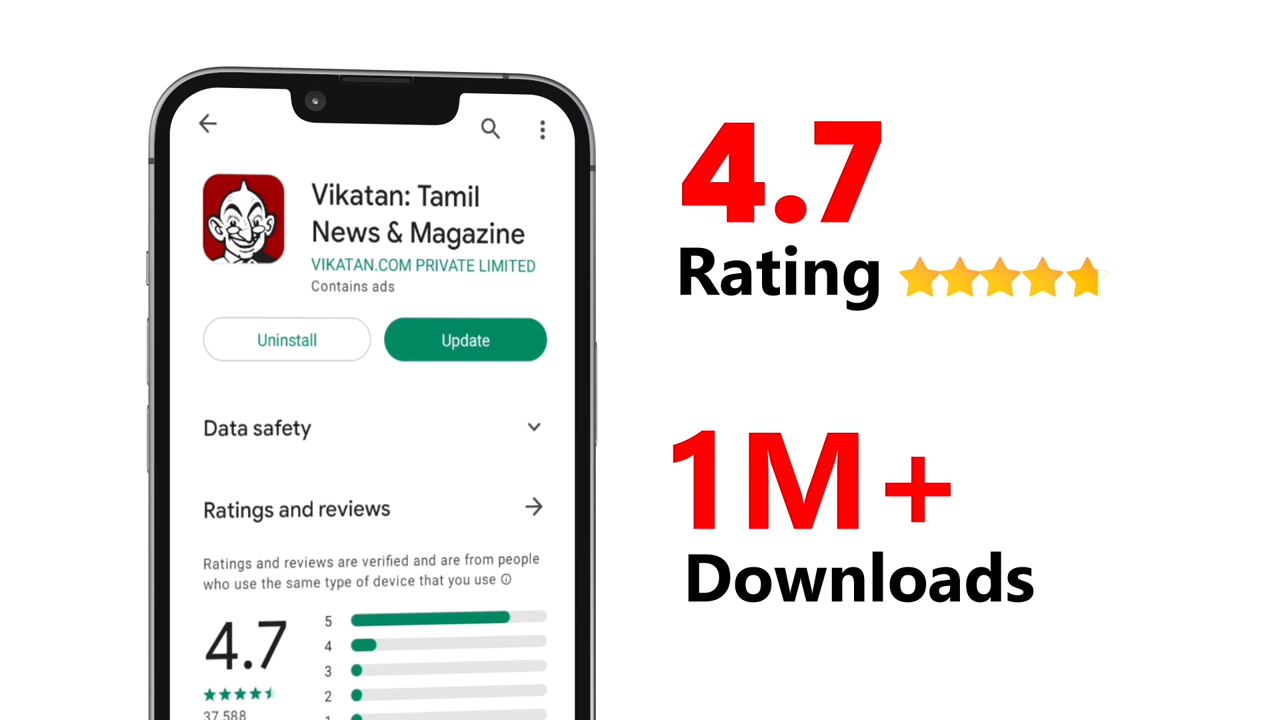 Vikatan: Tamil
News & Magazine
VIKATAN.COM PRIVATE LIMITED
Contains ads
Uninstall
Update
Data safety
Ratings and reviews
Ratings and reviews are verified and are from people
who use the same type of device that you use
4.7
37,588
5
4
3
2
1
4.7
Rating
1M+
Downloads